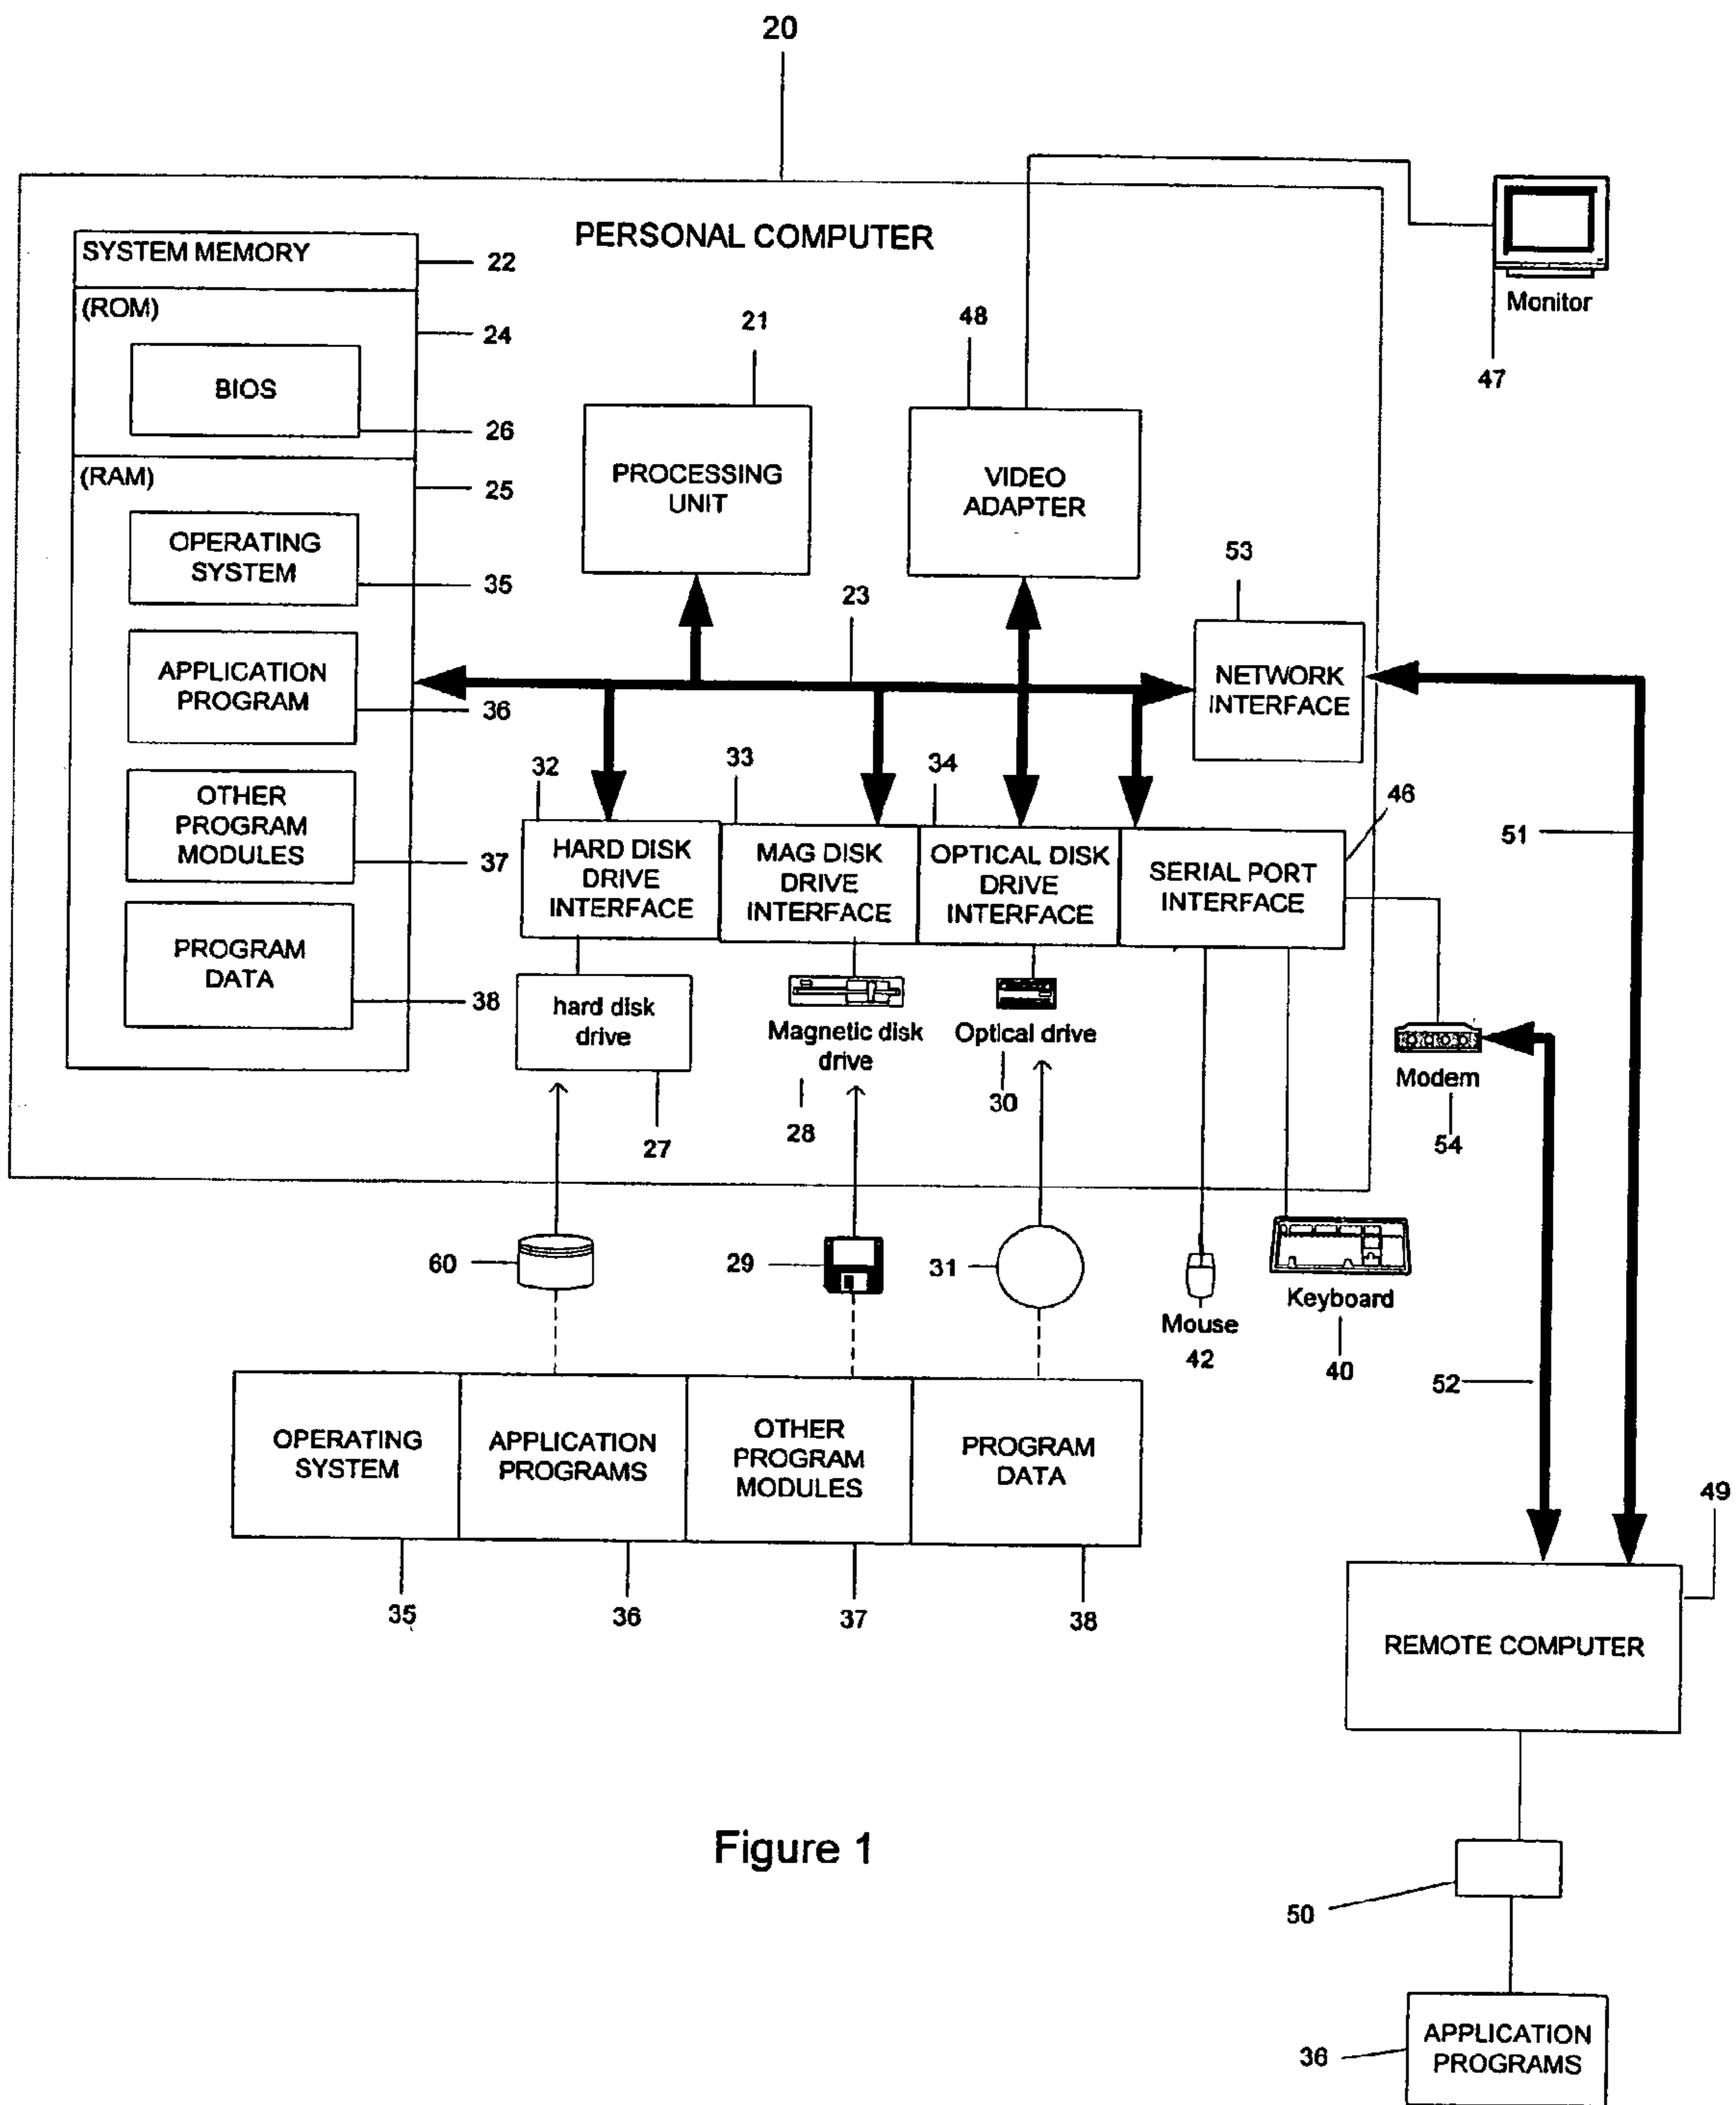 20
PERSONAL COMPUTER
SYSTEM MEMORY
22
(ROM)
24
BIOS
26
(RAM)
25
OPERATING
SYSTEM
35
APPLICATION
PROGRAM
36
OTHER
PROGRAM
MODULES
37
PROGRAM
DATA
38
21
PROCESSING
UNIT
48
VIDEO
ADAPTER
Monitor
47
23
53
NETWORK
INTERFACE
32
HARD DISK
DRIVE
INTERFACE
33
MAG DISK
DRIVE
INTERFACE
34
OPTICAL DISK
DRIVE
INTERFACE
46
SERIAL PORT
INTERFACE
51
hard disk
drive
27
Magnetic disk
drive
28
Optical drive
30
Modem
54
60
29
31
Mouse
42
Keyboard
40
52
OPERATING
SYSTEM
35
APPLICATION
PROGRAMS
36
OTHER
PROGRAM
MODULES
37
PROGRAM
DATA
38
49
REMOTE COMPUTER
50
36
APPLICATION
PROGRAMS
Figure 1